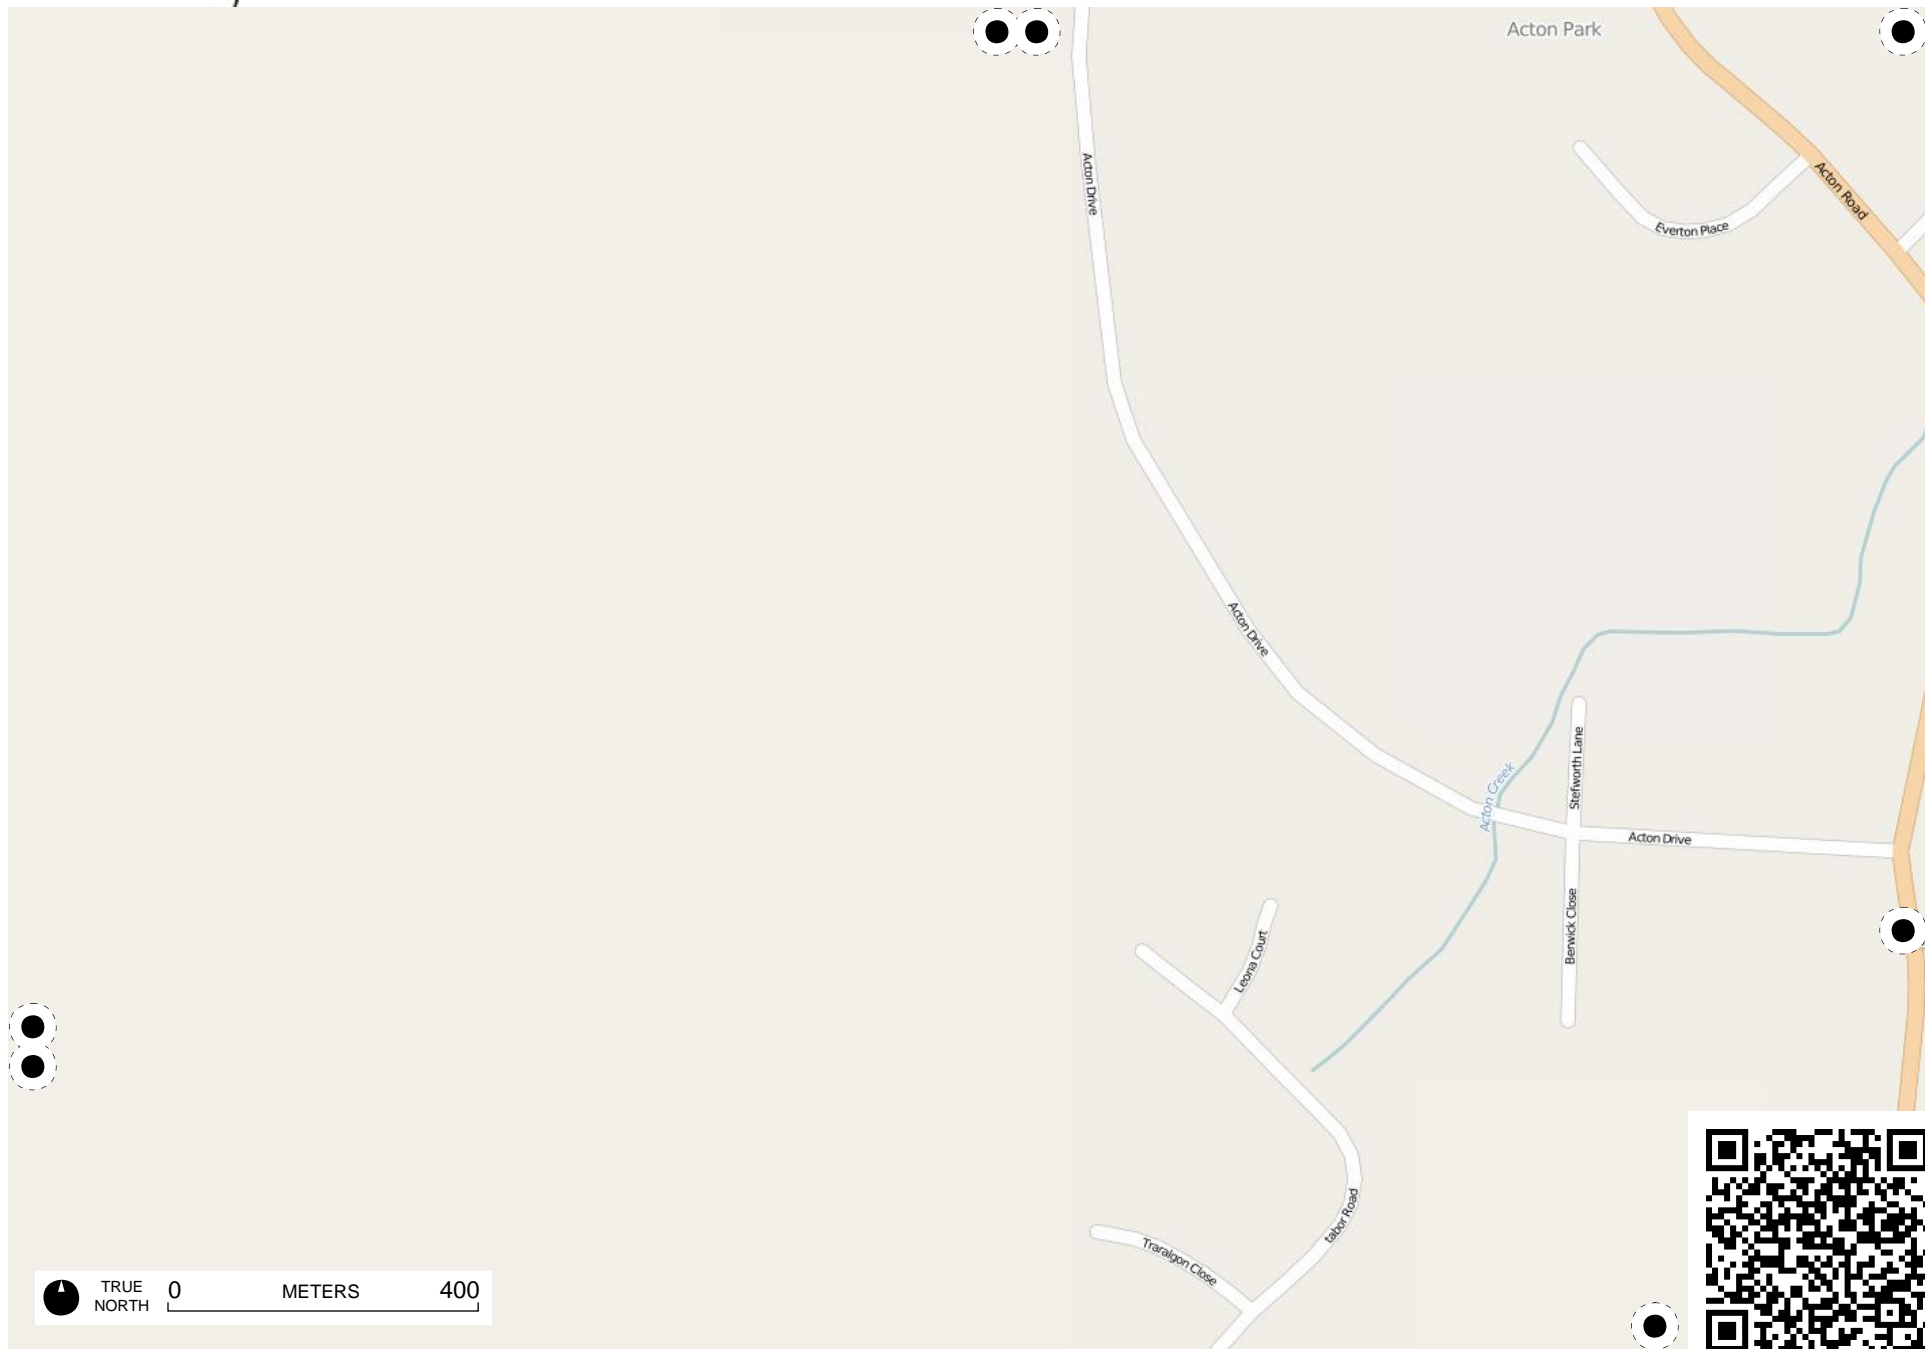 Acton Park
Acton Drive
Acton Road
Everton Place
Acton Drive
Stefworth Lane
Acton Creek
Acton Drive
Berwick Close
Leona Court
tabor Road
Traralgon Close
TRUE
NORTH
0 METERS 400